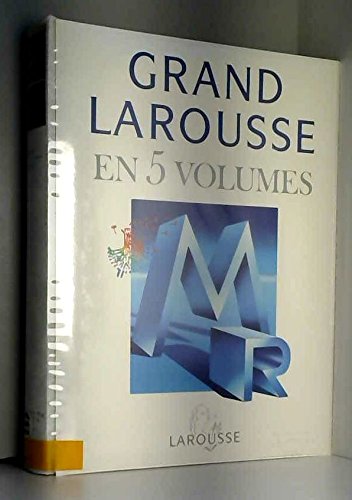 GRAND
LAROUSSE
EN 5 VOLUMES
M
R
LAROUSSE